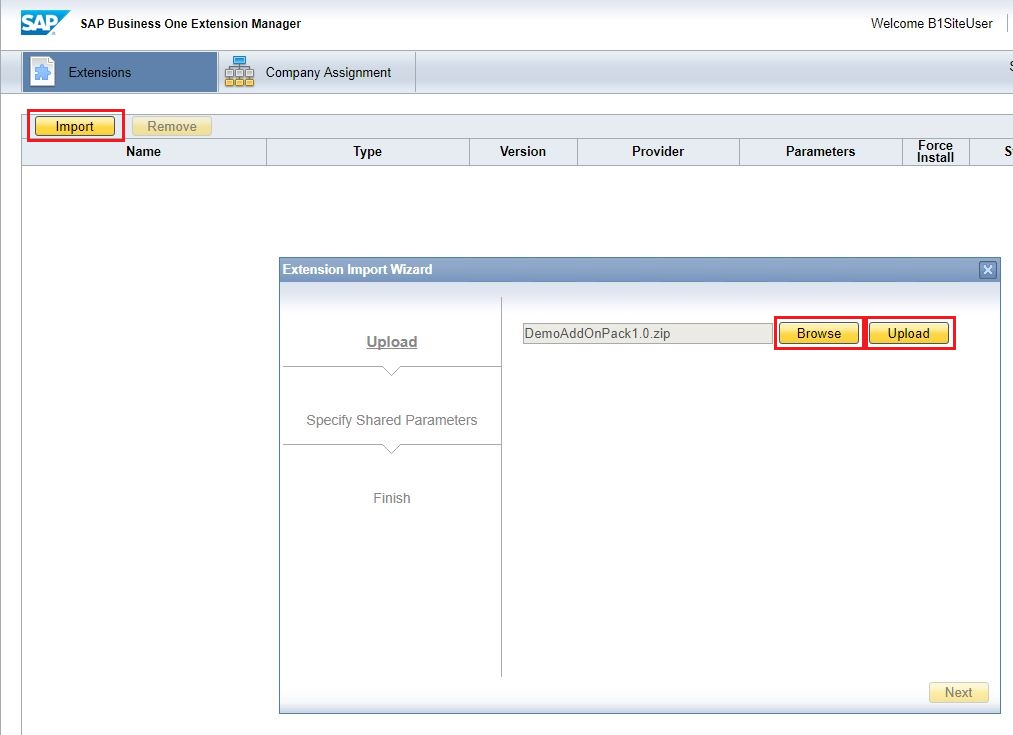 SAP SAP Business One Extension Manager Welcome B1SiteUser
Extensions Company Assignment
Import Remove
Name Type Version Provider Parameters Force Install
Extension Import Wizard
DemoAddOnPack1.0.zip Browse Upload
Upload
Specify Shared Parameters
Finish
Next